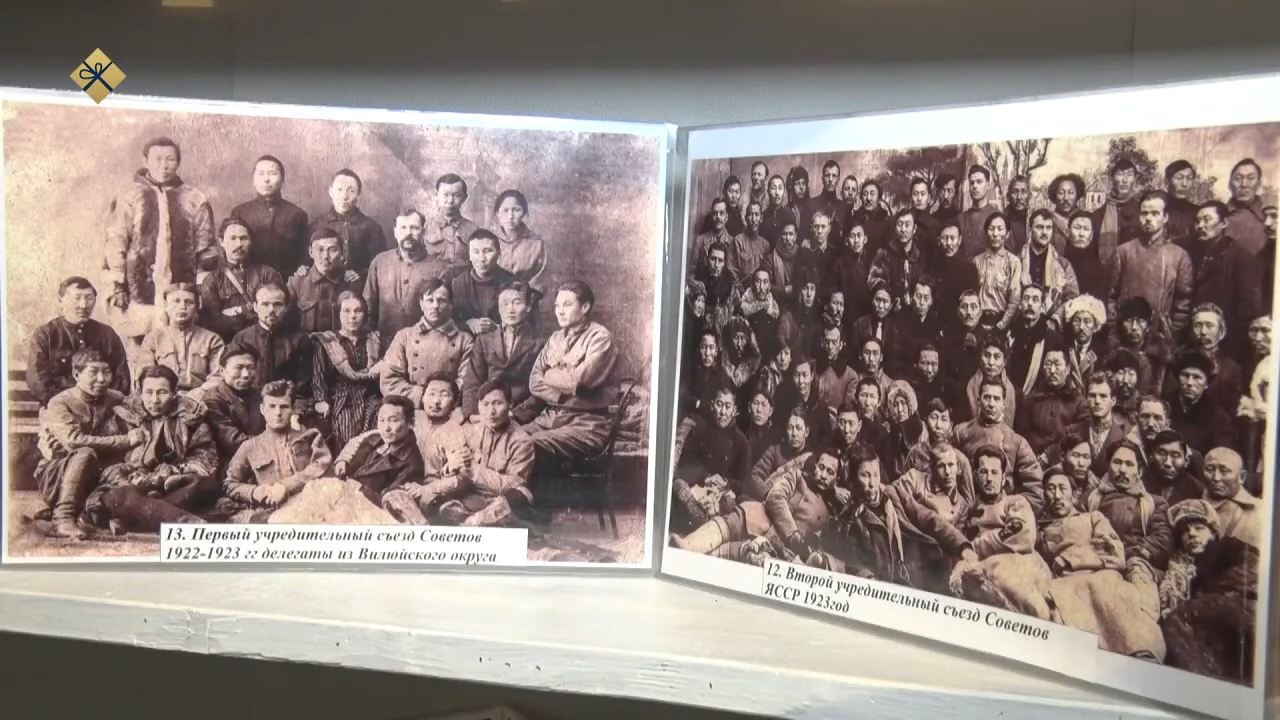 13. Первый учредительный съезд Советов
1922-1923 гг делегаты из Вилюйского округа
12. Второй учредительный съезд Советов
ЯССР 1923год